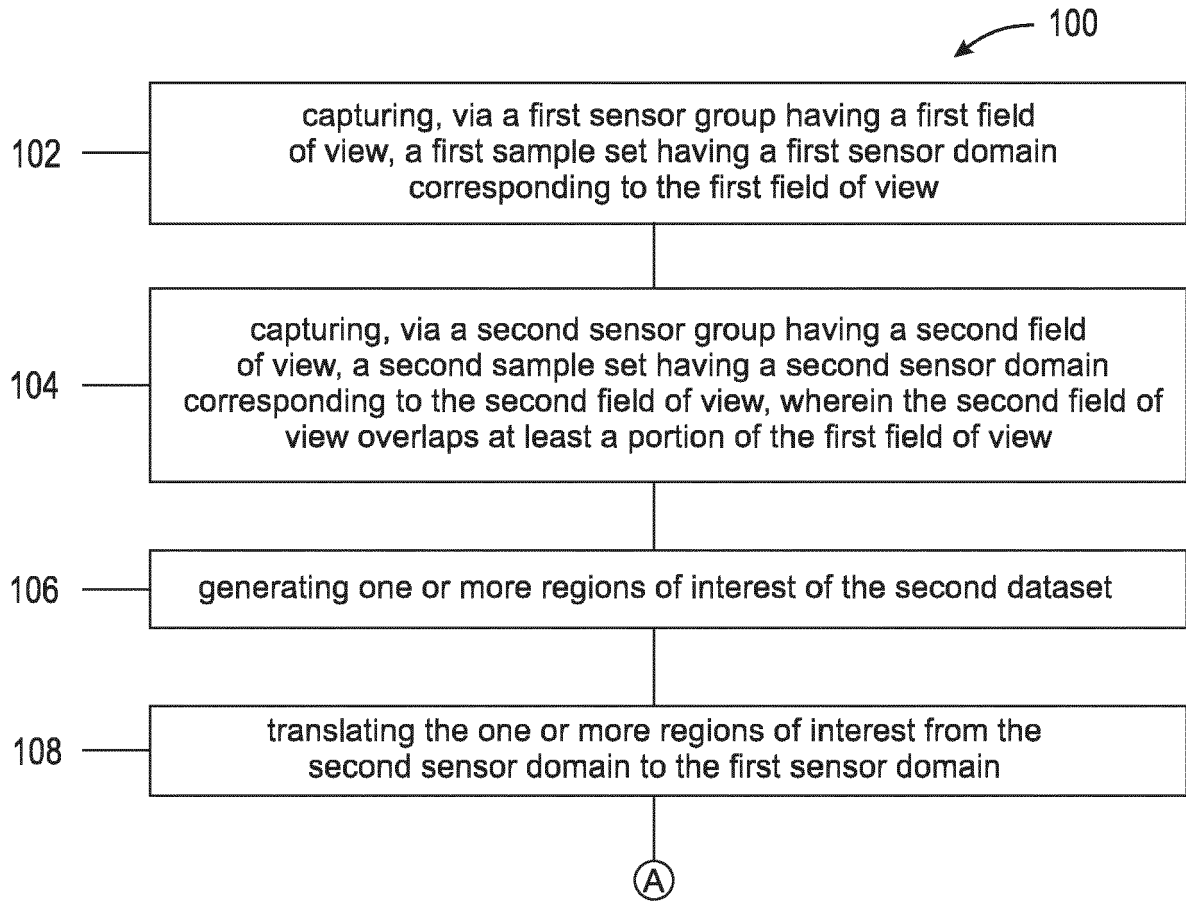 100
102
capturing, via a first sensor group having a first field
of view, a first sample set having a first sensor domain
corresponding to the first field of view
104
capturing, via a second sensor group having a second field
of view, a second sample set having a second sensor domain
corresponding to the second field of view, wherein the second field of
view overlaps at least a portion of the first field of view
106
generating one or more regions of interest of the second dataset
108
translating the one or more regions of interest from the
second sensor domain to the first sensor domain
A